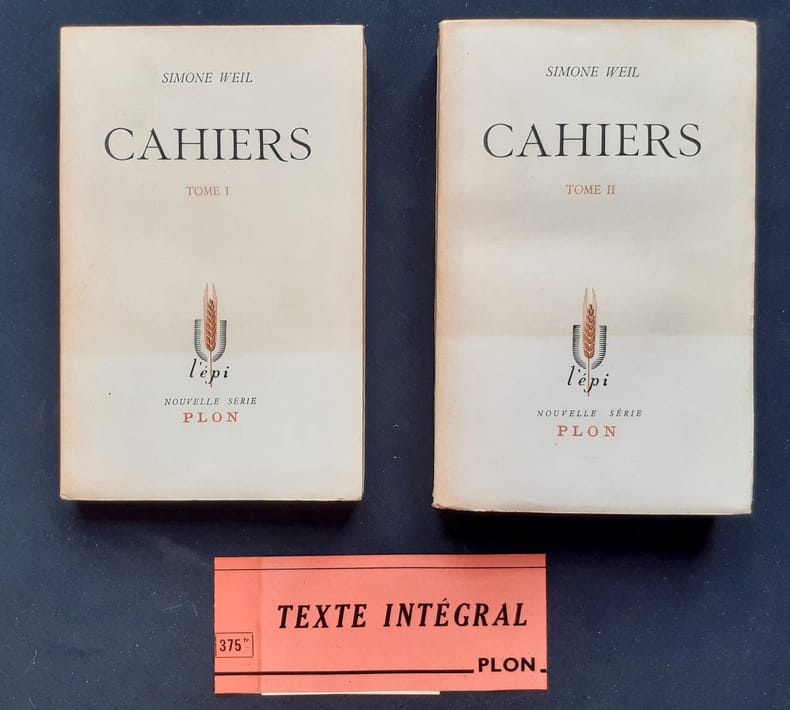 SIMONE WEIL
CAHIERS
TOME I
l'épi
NOUVELLE SÉRIE
PLON
SIMONE WEIL
CAHIERS
TOME II
l'épi
NOUVELLE SÉRIE
PLON
TEXTE INTÉGRAL
375 fr
PLON